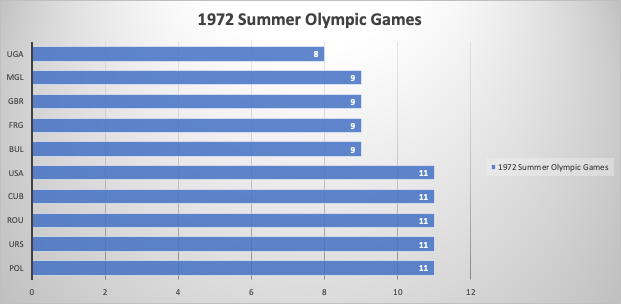 1972 Summer Olympic Games
UGA 8
MGL 9
GBR 9
FRG 9
BUL 9
USA 11
1972 Summer Olympic Games
CUB 11
ROU 11
URS 11
POL 11
0 2 4 6 8 10 12